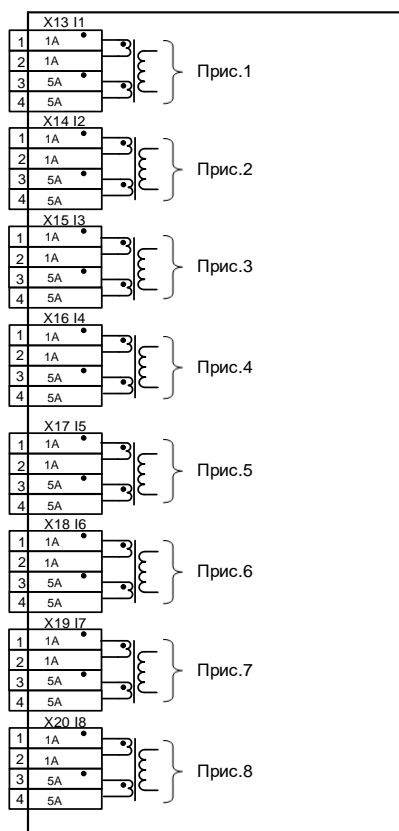 X13 I1
1 1A
2 1A
3 5A
4 5A
Прис.1
X14 I2
1 1A
2 1A
3 5A
4 5A
Прис.2
X15 I3
1 1A
2 1A
3 5A
4 5A
Прис.3
X16 I4
1 1A
2 1A
3 5A
4 5A
Прис.4
X17 I5
1 1A
2 1A
3 5A
4 5A
Прис.5
X18 I6
1 1A
2 1A
3 5A
4 5A
Прис.6
X19 I7
1 1A
2 1A
3 5A
4 5A
Прис.7
X20 I8
1 1A
2 1A
3 5A
4 5A
Прис.8